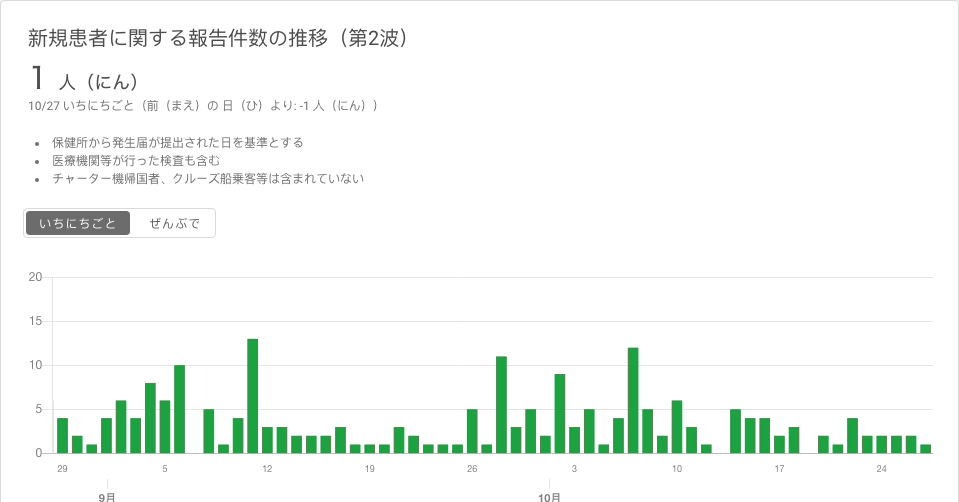 新規患者に関する報告件数の推移（第2波）
1 人（にん）
10/27 いちにちごと（前（まえ）の 日（ひ）より: -1 人（にん））
保健所から発生届が提出された日を基準とする
医療機関等が行った検査も含む
チャーター機帰国者、クルーズ船乗客等は含まれていない
いちにちごと ぜんぶで
20
15
10
5
0
29 5 12 19 26 3 10 17 24
9月 10月